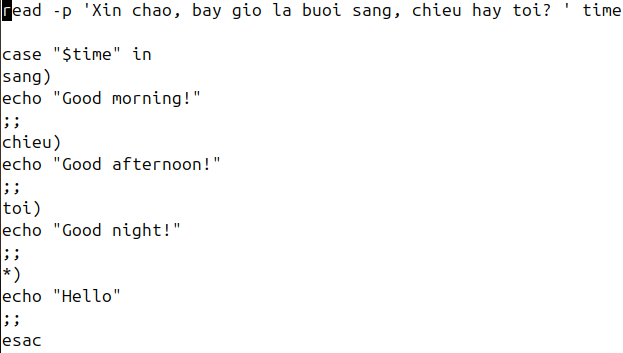 read -p 'Xin chao, bay gio la buoi sang, chieu hay toi? ' time
case "$time" in
sang)
echo "Good morning!"
;;
chieu)
echo "Good afternoon!"
;;
toi)
echo "Good night!"
;;
*)
echo "Hello"
;;
esac